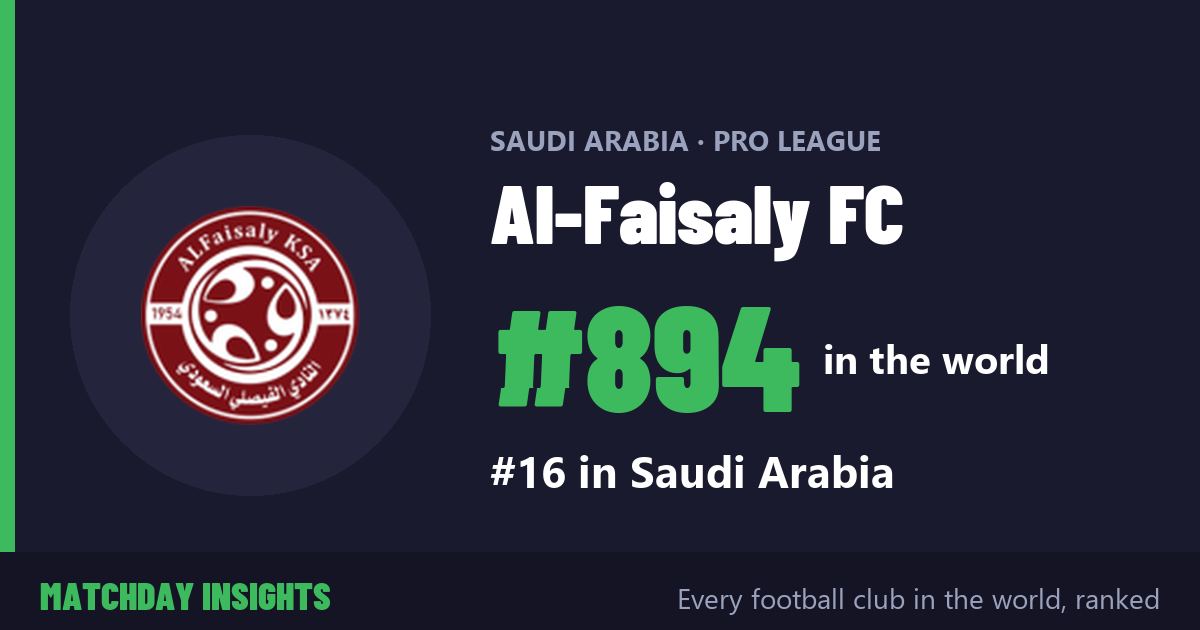 SAUDI ARABIA · PRO LEAGUE
Al-Faisaly FC
#894 in the world
#16 in Saudi Arabia
ALFaisaly KSA
1954 ١٣٧٤
النادي الفيصلي السعودي
MATCHDAY INSIGHTS
Every football club in the world, ranked